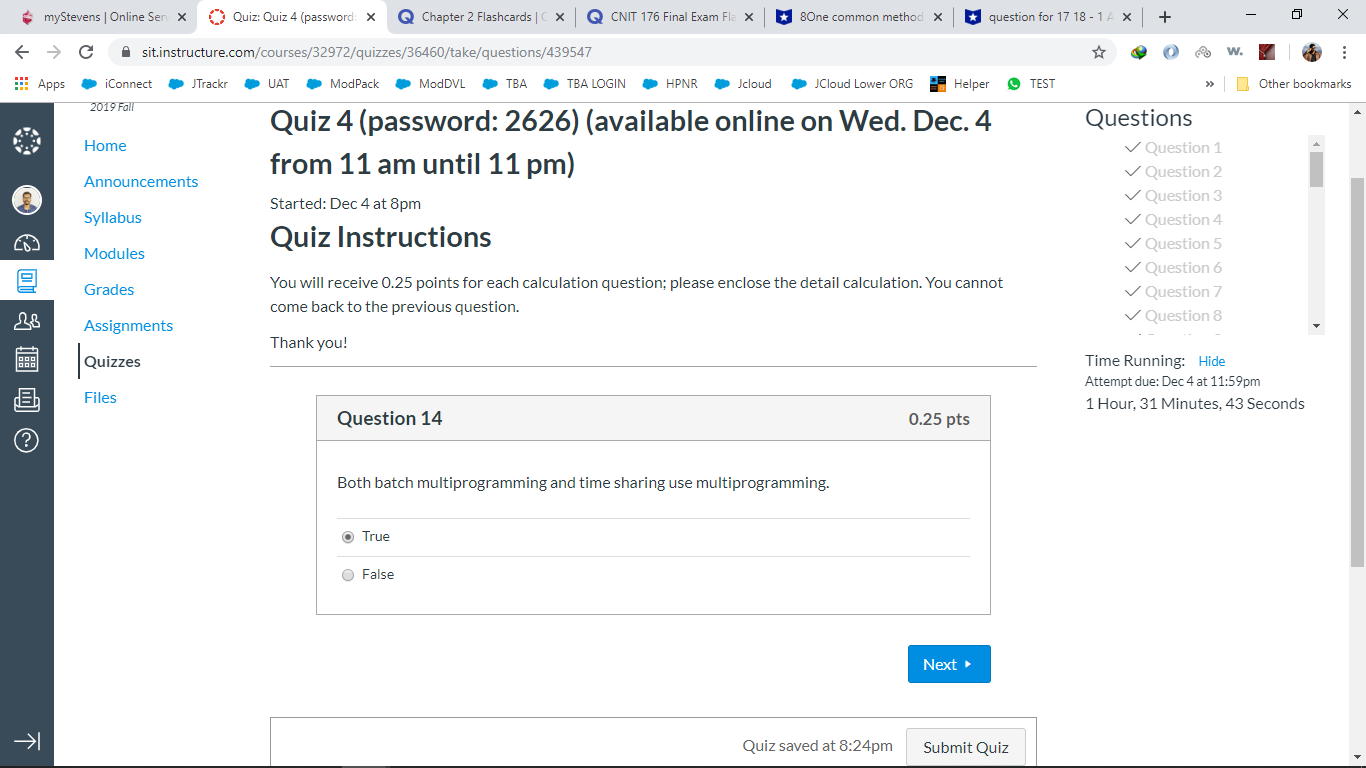 myStevens | Online Ser
Quiz: Quiz 4 (password:
Chapter 2 Flashcards | C
CNIT 176 Final Exam Fla
8One common method
question for 17 18 - 1 A
sit.instructure.com/courses/32972/quizzes/36460/take/questions/439547
Apps
iConnect
JTrackr
UAT
ModPack
ModDVL
TBA
TBA LOGIN
HPNR
Jcloud
JCloud Lower ORG
Helper
TEST
»
Other bookmarks
2019 Fall
Home
Announcements
Syllabus
Modules
Grades
Assignments
Quizzes
Files
Quiz 4 (password: 2626) (available online on Wed. Dec. 4
from 11 am until 11 pm)
Started: Dec 4 at 8pm
Quiz Instructions
You will receive 0.25 points for each calculation question; please enclose the detail calculation. You cannot
come back to the previous question.
Thank you!
Question 14
0.25 pts
Both batch multiprogramming and time sharing use multiprogramming.
True
False
Next
Quiz saved at 8:24pm
Submit Quiz
Questions
Question 1
Question 2
Question 3
Question 4
Question 5
Question 6
Question 7
Question 8
Time Running: Hide
Attempt due: Dec 4 at 11:59pm
1 Hour, 31 Minutes, 43 Seconds